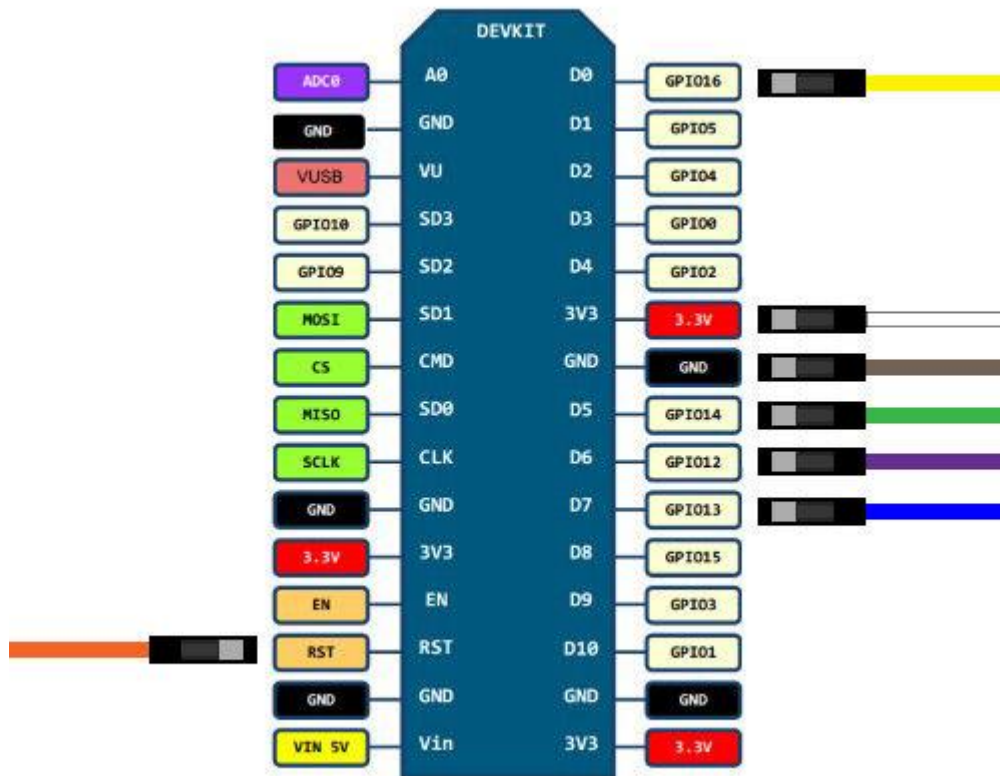 DEVKIT
ADC0 A0 D0 GPIO16
GND GND D1 GPIO5
VUSB VU D2 GPIO4
GPIO10 SD3 D3 GPIO0
GPIO9 SD2 D4 GPIO2
MOSI SD1 3V3 3.3V
CS CMD GND GND
MISO SD0 D5 GPIO14
SCLK CLK D6 GPIO12
GND GND D7 GPIO13
3.3V 3V3 D8 GPIO15
EN EN D9 GPIO3
RST RST D10 GPIO1
GND GND GND GND
VIN 5V Vin 3V3 3.3V